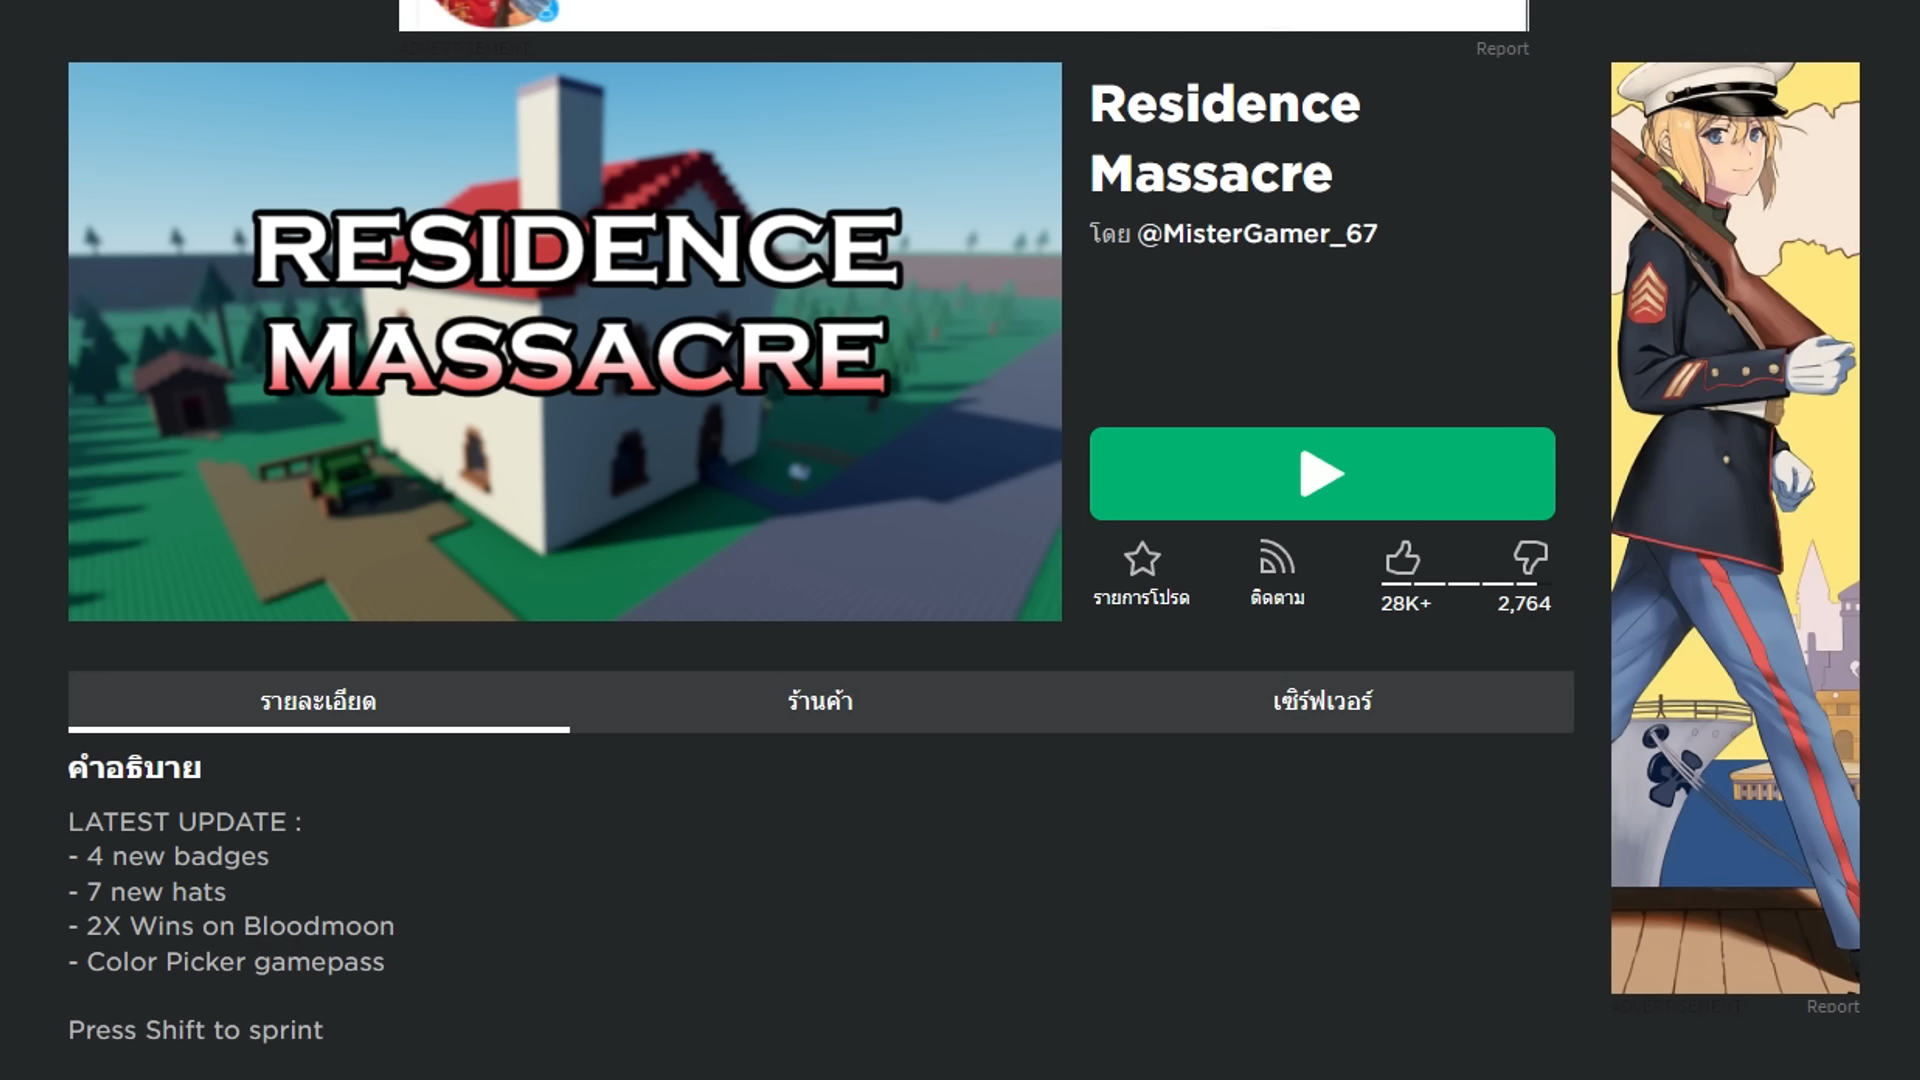 ADVERTISEMENT
Report
RESIDENCE
MASSACRE
Residence
Massacre
โดย @MisterGamer_67
รายการโปรด
ติดตาม
28K+
2,764
รายละเอียด
ร้านค้า
เซิร์ฟเวอร์
คำอธิบาย
LATEST UPDATE :
- 4 new badges
- 7 new hats
- 2X Wins on Bloodmoon
- Color Picker gamepass
Press Shift to sprint
ADVERTISEMENT
Report